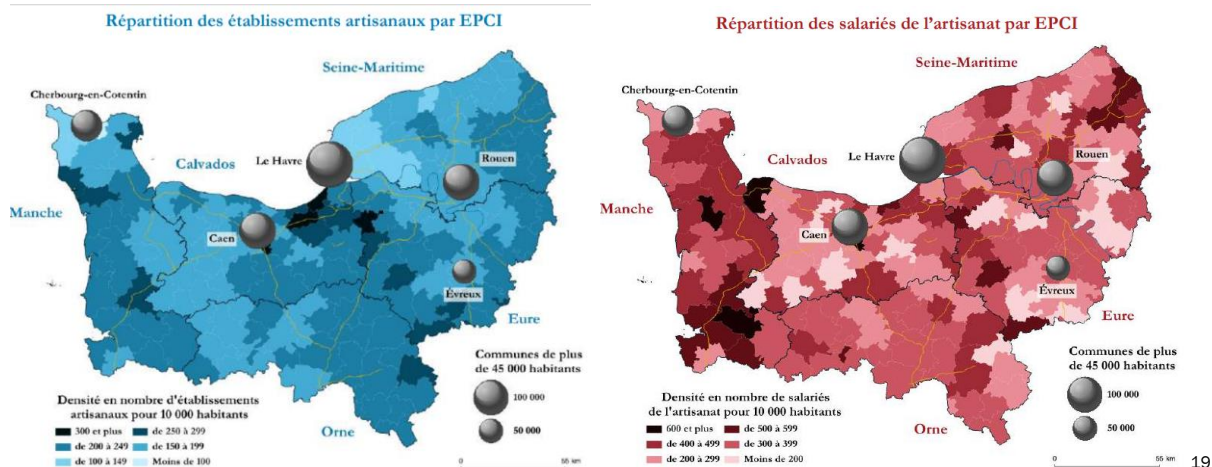 Répartition des établissements artisanaux par EPCI
Seine-Maritime
Cherbourg-en-Cotentin
Calvados
Le Havre
Rouen
Manche
Caen
Évreux
Eure
Communes de plus
de 45 000 habitants
100 000
50 000
Densité en nombre d'établissements
artisanaux pour 10 000 habitants
300 et plus
de 250 à 299
de 200 à 249
de 150 à 199
de 100 à 149
Moins de 100
Orne
0
55 km
Répartition des salariés de l'artisanat par EPCI
Seine-Maritime
Cherbourg-en-Cotentin
Calvados
Le Havre
Rouen
Manche
Caen
Évreux
Eure
Communes de plus
de 45 000 habitants
100 000
50 000
Densité en nombre de salariés
de l'artisanat pour 10 000 habitants
600 et plus
de 500 à 599
de 400 à 499
de 300 à 399
de 200 à 299
Moins de 200
Orne
0
55 km
19